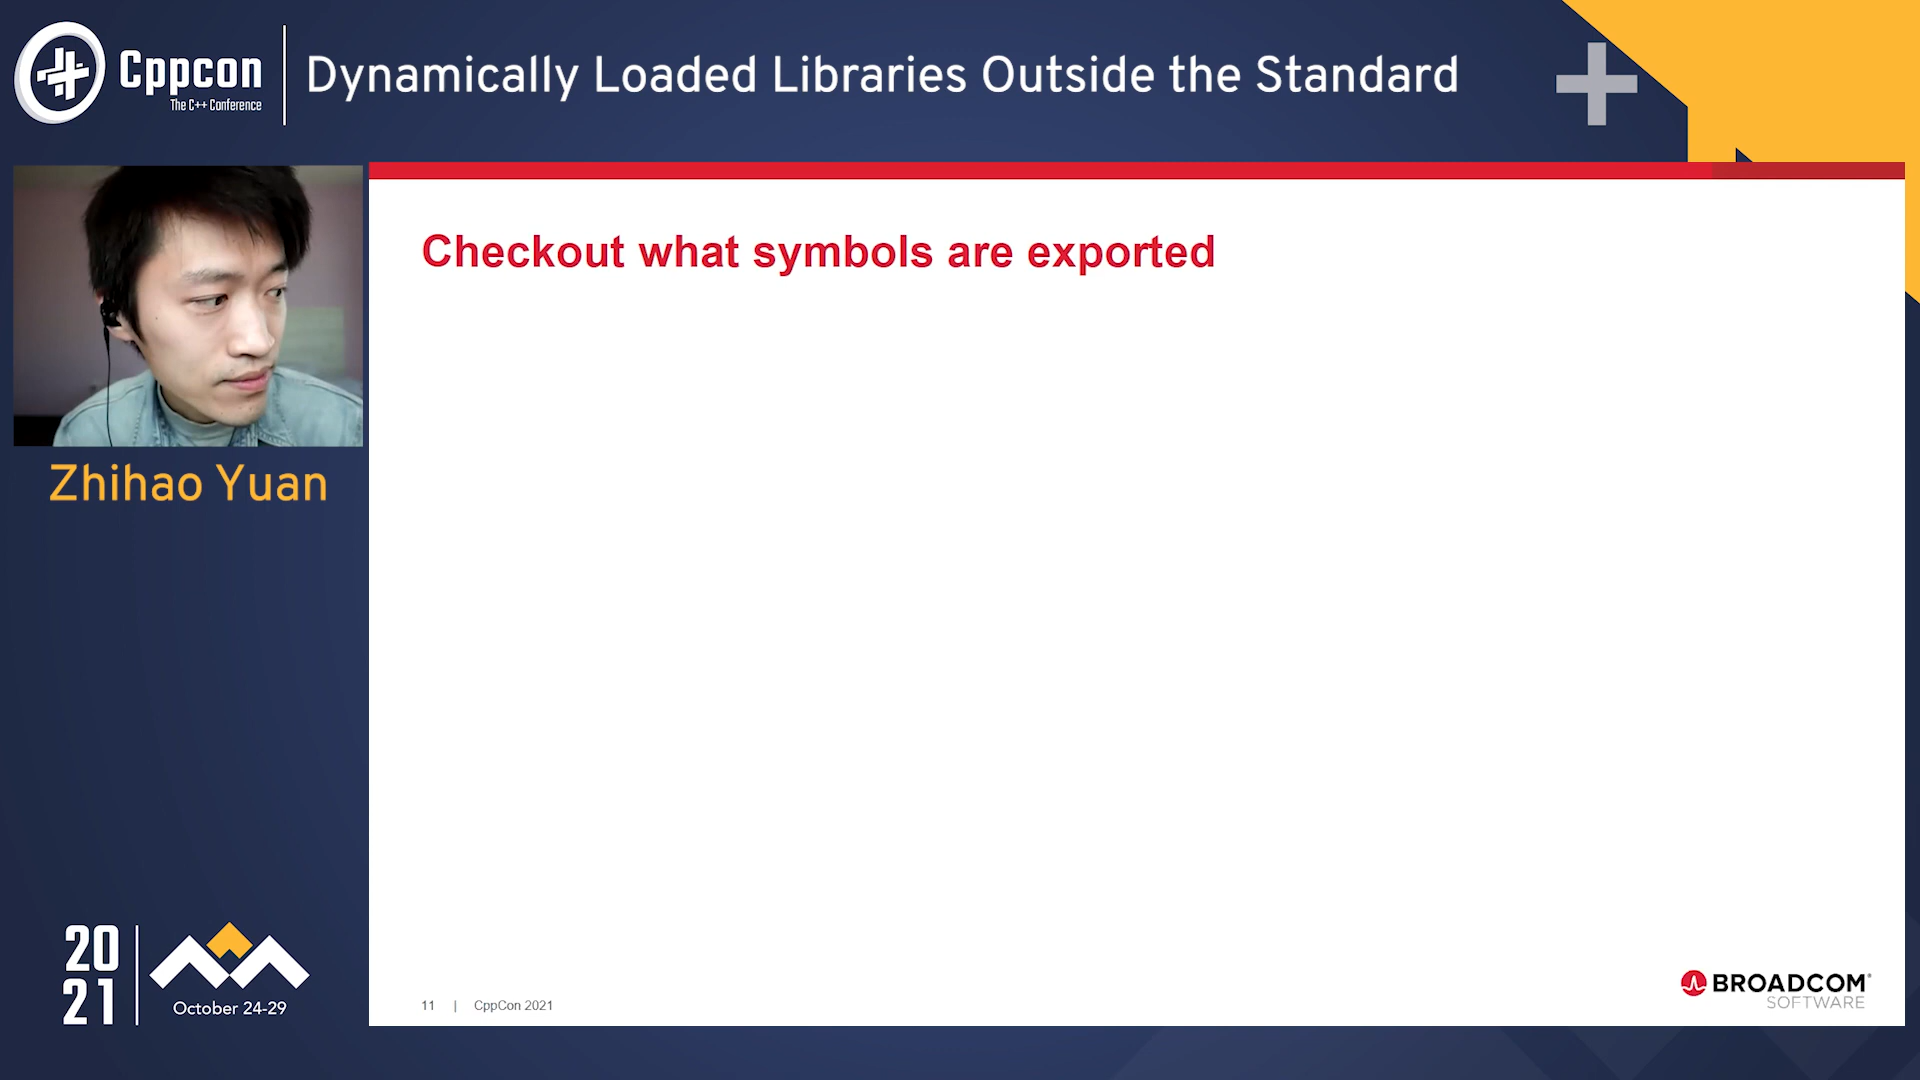 Cppcon
The C++ Conference
Dynamically Loaded Libraries Outside the Standard
Zhihao Yuan
Checkout what symbols are exported
20
21
October 24-29
11 | CppCon 2021
BROADCOM®
SOFTWARE